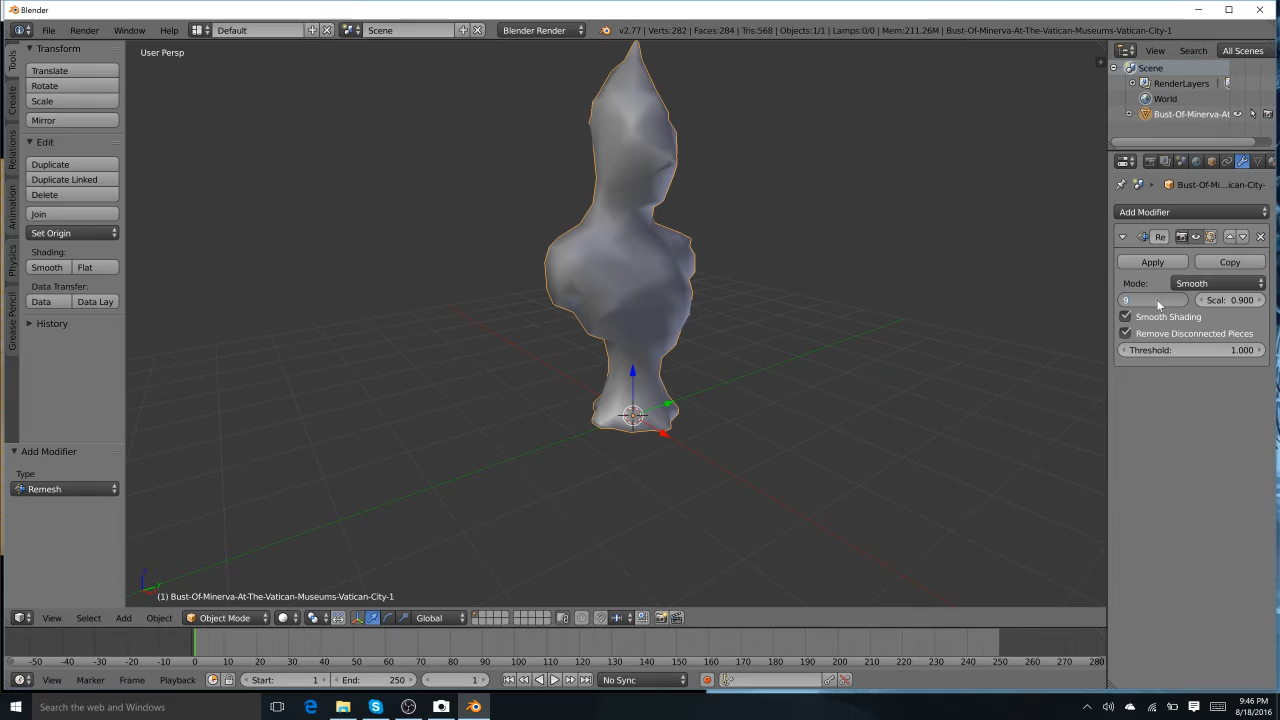 Blender
File Render Window Help Default Scene Blender Render v2.77 | Verts:282 | Faces:284 | Tris:568 | Objects:1/1 | Lamps:0/0 | Mem:211.26M | Bust-Of-Minerva-At-The-Vatican-Museums-Vatican-City-1
View Search All Scenes
User Persp
Tools
Create
Relations
Animation
Physics
Grease Pencil
Transform
Translate
Rotate
Scale
Mirror
Edit
Duplicate
Duplicate Linked
Delete
Join
Set Origin
Shading:
Smooth Flat
Data Transfer:
Data Data Lay
History
Add Modifier
Type
Remesh
Scene
RenderLayers
World
Bust-Of-Minerva-At
Bust-Of-Mi...ican-City-
Add Modifier
Re
Apply Copy
Mode: Smooth
9 Scal: 0.900
Smooth Shading
Remove Disconnected Pieces
Threshold: 1.000
(1) Bust-Of-Minerva-At-The-Vatican-Museums-Vatican-City-1
View Select Add Object Object Mode Global
-50 -40 -30 -20 -10 0 10 20 30 40 50 60 70 80 90 100 110 120 130 140 150 160 170 180 190 200 210 220 230 240 250 260 270 280
View Marker Frame Playback Start: 1 End: 250 1 No Sync
Search the web and Windows
9:46 PM
8/18/2016